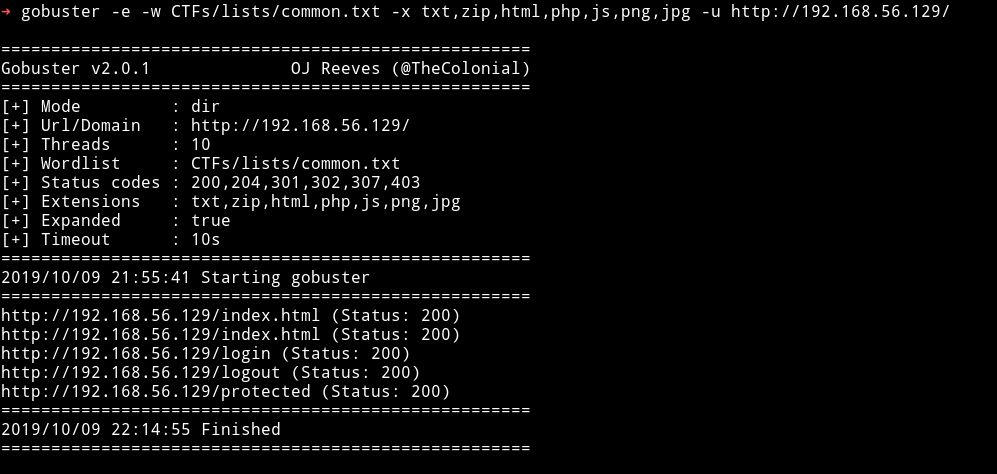 → gobuster -e -w CTFs/lists/common.txt -x txt,zip,html,php,js,png,jpg -u http://192.168.56.129/
=====================================================
Gobuster v2.0.1              OJ Reeves (@TheColonial)
=====================================================
[+] Mode         : dir
[+] Url/Domain   : http://192.168.56.129/
[+] Threads      : 10
[+] Wordlist     : CTFs/lists/common.txt
[+] Status codes : 200,204,301,302,307,403
[+] Extensions   : txt,zip,html,php,js,png,jpg
[+] Expanded     : true
[+] Timeout      : 10s
=====================================================
2019/10/09 21:55:41 Starting gobuster
=====================================================
http://192.168.56.129/index.html (Status: 200)
http://192.168.56.129/index.html (Status: 200)
http://192.168.56.129/login (Status: 200)
http://192.168.56.129/logout (Status: 200)
http://192.168.56.129/protected (Status: 200)
=====================================================
2019/10/09 22:14:55 Finished
=====================================================